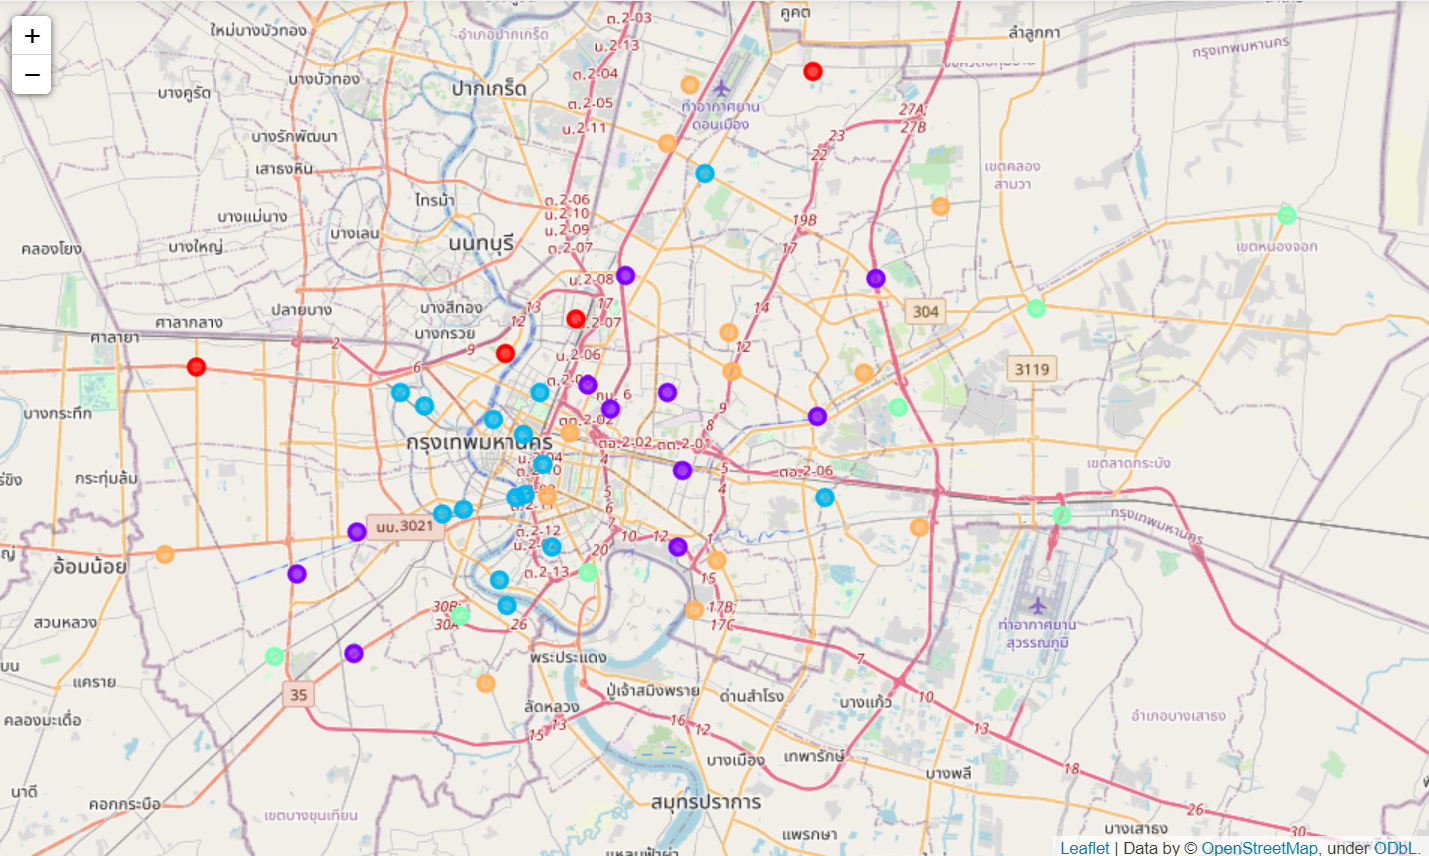 +
−
ใหม่บางบัวทอง
อำเภอปากเกร็ด
ต.2-03
คูคต
ลำลูกกา
กรุงเทพมหานคร
น.2-13
บางบัวทอง
ต.2-04
ปากเกร็ด
บางคูรัด
ต.2-05
ท่าอากาศยาน
ดอนเมือง
27A
27B
น.2-11
23
22
บางรักพัฒนา
เสาธงหิน
เขตคลอง
สามวา
ไทรม้า
ต.2-06
น.2-10
น.2-09
ต.2-07
19B
17
บางแม่นาง
บางเลน
นนทบุรี
คลองโยง
บางใหญ่
เขตหนองจอก
น.2-08
13
17
14
บางสีทอง
ปลายบาง
ศาลากลาง
12
2-07
304
ศาลายา
บางกรวย
2
9
6
น.2-06
12
3119
กม. 6
บางกระทึก
9
8
2-02
กรุงเทพมหานคร
ตอ.2-02
ตต.2-01
4
5
4
ตอ.2-06
เขตลาดกระบัง
กระทุ่มล้ม
5
6
7
นบ.3021
ต.2-12
10
12
1
20
กรุงเทพมหานคร
อ้อมน้อย
ต.2-13
15
30A
26
17B
17C
สวนหลวง
ท่าอากาศยาน
สุวรรณภูมิ
พระประแดง
7
แคราย
35
ปู่เจ้าสมิงพราย
ด่านสำโรง
บางแก้ว
10
คลองมะเดื่อ
ลัดหลวง
13
15
16
12
13
อำเภอบางเสาธง
บางเมือง
เทพารักษ์
บางพลี
18
นาดี
คอกกระบือ
เขตบางขุนเทียน
สมุทรปราการ
26
แพรกษา
บางเสาธง
30
Leaflet | Data by © OpenStreetMap, under ODbL.